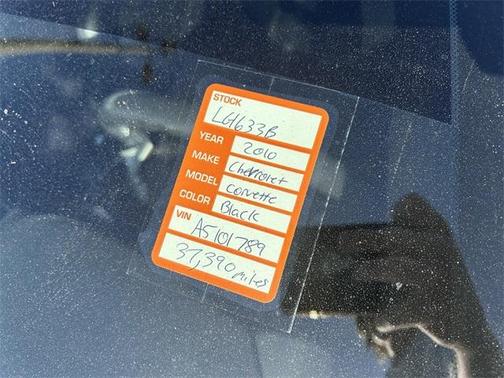 STOCK
LG1633B
YEAR 2010
MAKE Chevrolet
MODEL Corvette
COLOR Black
VIN
A5101789
37,390 miles